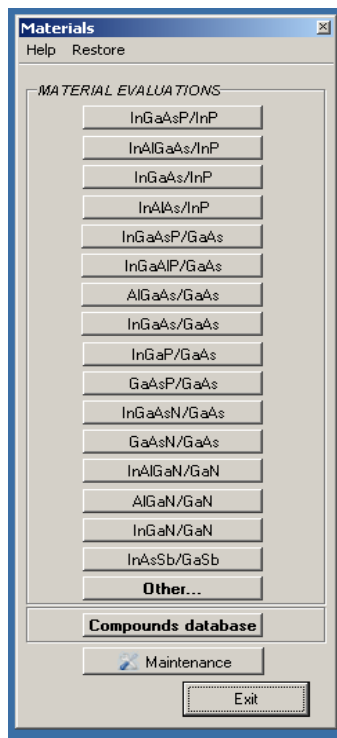 Materials
Help Restore
MATERIAL EVALUATIONS
InGaAsP/InP
InAlGaAs/InP
InGaAs/InP
InAlAs/InP
InGaAsP/GaAs
InGaAlP/GaAs
AlGaAs/GaAs
InGaAs/GaAs
InGaP/GaAs
GaAsP/GaAs
InGaAsN/GaAs
GaAsN/GaAs
InAlGaN/GaN
AlGaN/GaN
InGaN/GaN
InAsSb/GaSb
Other...
Compounds database
Maintenance
Exit